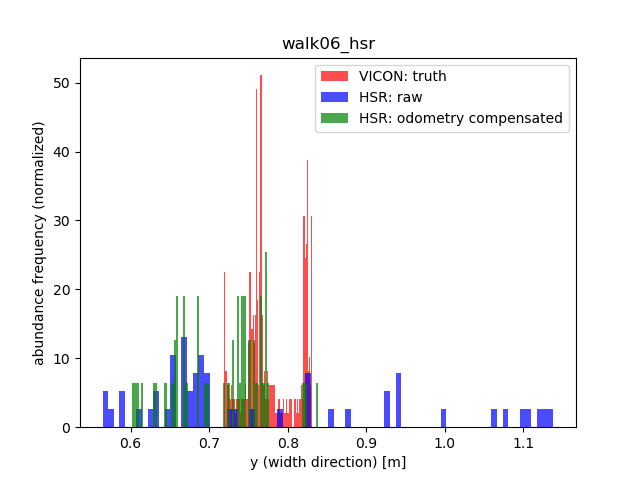 walk06_hsr
VICON: truth
HSR: raw
HSR: odometry compensated
abundance frequency (normalized)
50
40
30
20
10
0
0.6 0.7 0.8 0.9 1.0 1.1
y (width direction) [m]